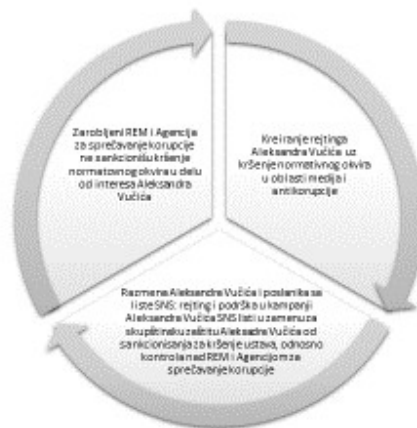 Zarobljeni REM i Agencija
za sprečavanje korupcije
ne sankcionišu kršenje
normatovnog okvira u delu
od interesa Aleksandra
Vučića
Kreiranje rejtinga
Aleksandra Vučića uz
kršenje normativnog okvira
u oblasti medija i
antikorupcije
Razmena Aleksandra Vučića i poslanika sa
liste SNS: rejting i podrška u kampanji
Aleksandra Vučića SNS listi u zamenu za
skupštinsku zaštitu Aleksandra Vučića od
sankcionisanja za kršenje ustava, odnosno
kontrola nad REM i Agencijom za
sprečavanje korupcije